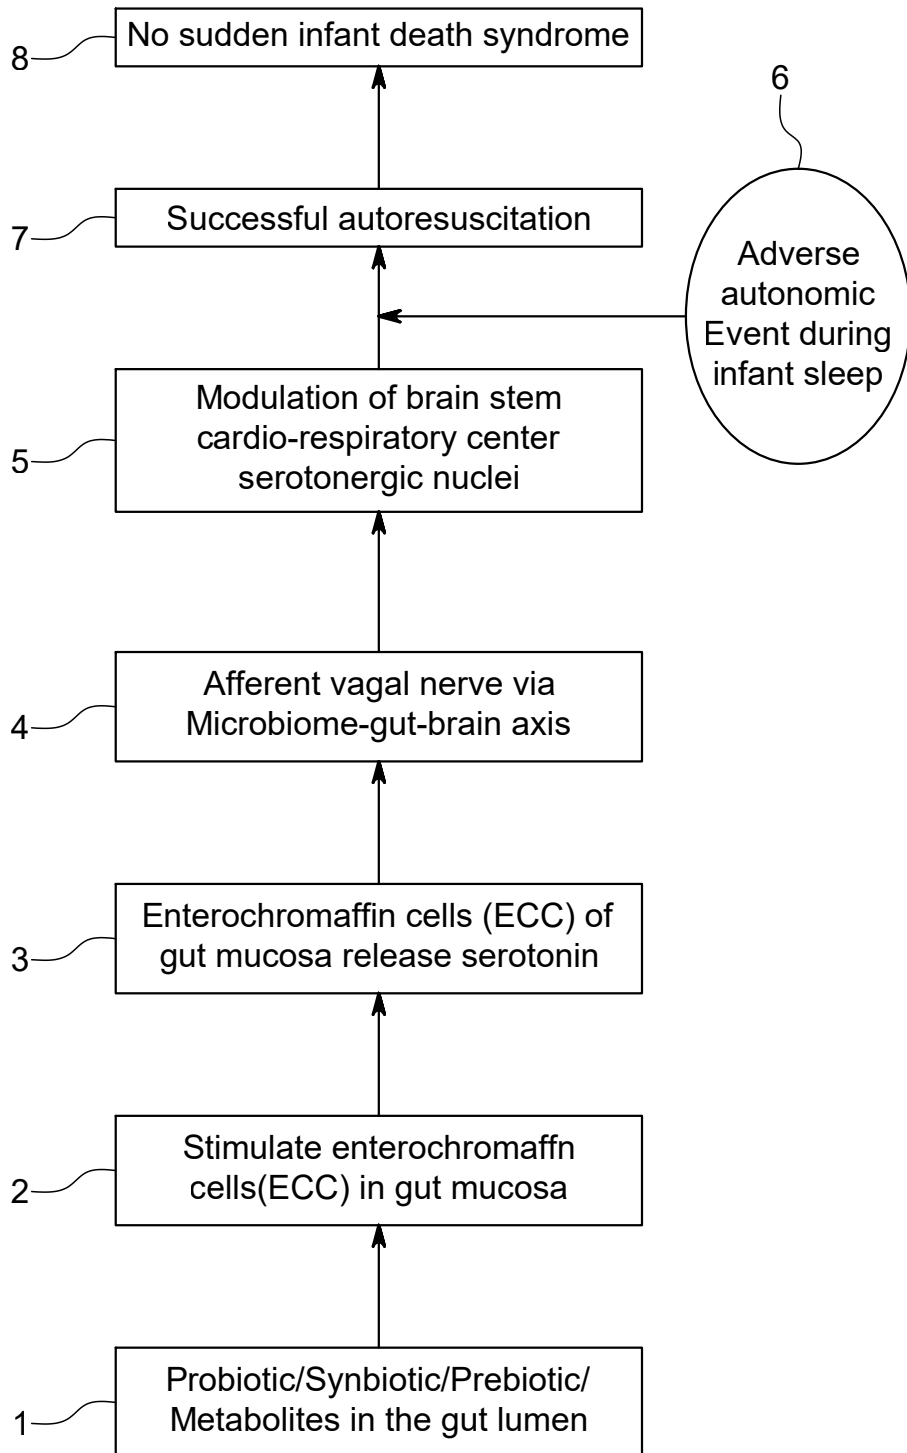 8
No sudden infant death syndrome
6
7
Successful autoresuscitation
Adverse
autonomic
Event during
infant sleep
5
Modulation of brain stem
cardio-respiratory center
serotonergic nuclei
4
Afferent vagal nerve via
Microbiome-gut-brain axis
3
Enterochromaffin cells (ECC) of
gut mucosa release serotonin
2
Stimulate enterochromaffn
cells(ECC) in gut mucosa
1
Probiotic/Synbiotic/Prebiotic/
Metabolites in the gut lumen